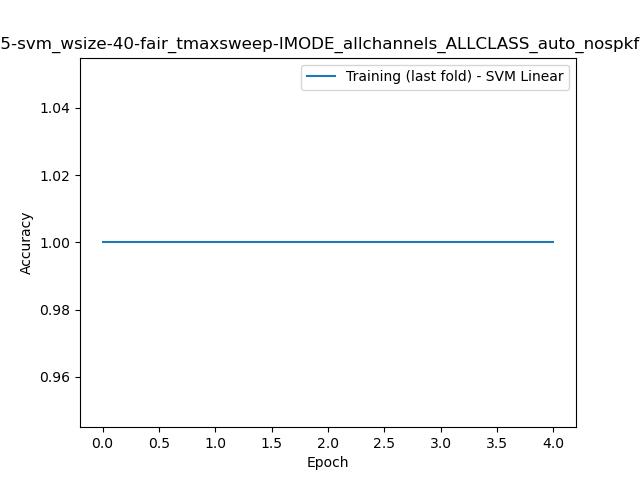 5-svm_wsize-40-fair_tmaxsweep-IMODE_allchannels_ALLCLASS_auto_nospkf
Training (last fold) - SVM Linear
1.04
1.02
1.00
0.98
0.96
Accuracy
0.0 0.5 1.0 1.5 2.0 2.5 3.0 3.5 4.0
Epoch